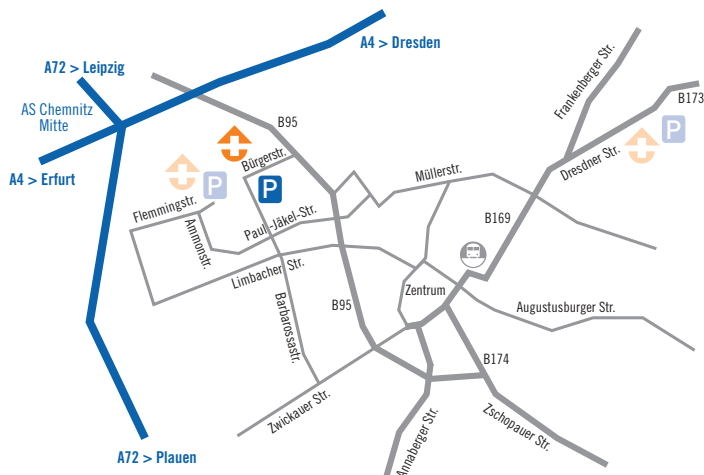 A4 > Dresden
A72 > Leipzig
AS Chemnitz
Mitte
A4 > Erfurt
B95
Bürgerstr.
P
P
Flemmingstr.
Ammonstr.
Paul-Jäkel-Str.
Limbacher Str.
Barbarossastr.
Müllerstr.
Frankenberger Str.
B173
P
Dresdner Str.
B169
Zentrum
B95
Augustusburger Str.
B174
Zwickauer Str.
Annaberger Str.
Zschopauer Str.
A72 > Plauen